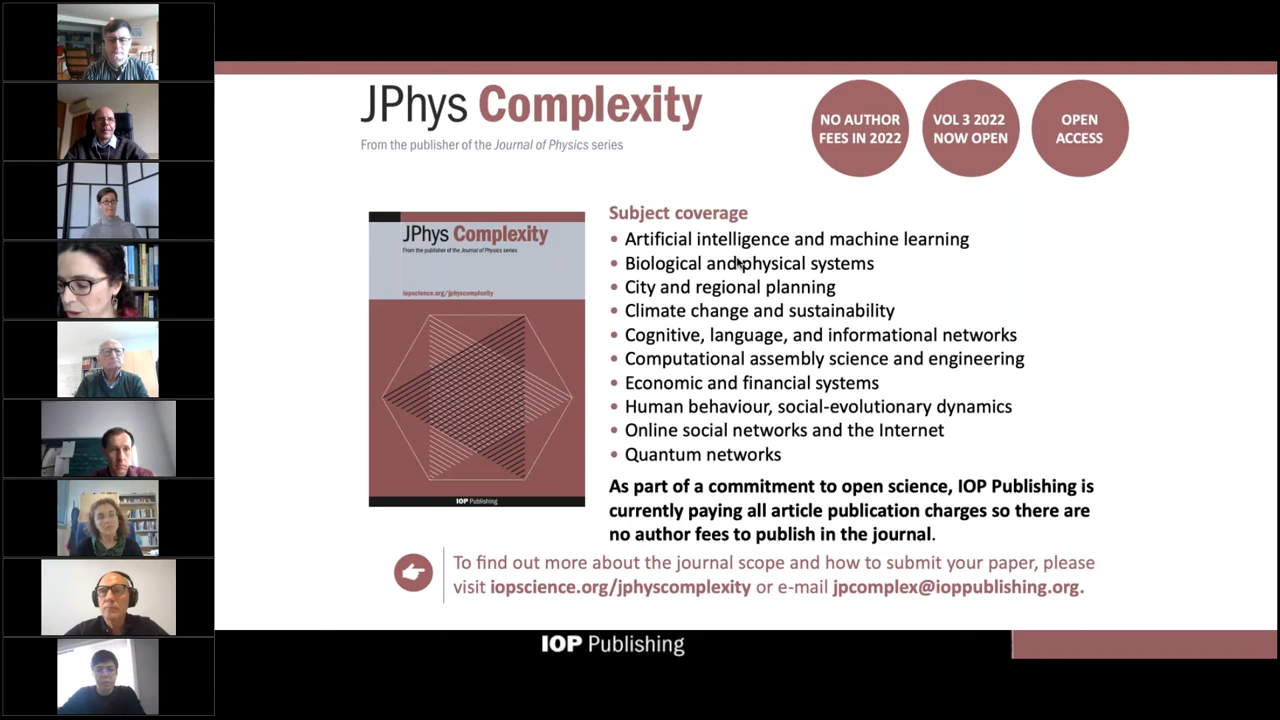 JPhys Complexity
From the publisher of the Journal of Physics series
NO AUTHOR
FEES IN 2022
VOL 3 2022
NOW OPEN
OPEN
ACCESS
JPhys Complexity
From the publisher of the Journal of Physics series
iopscience.org/jphyscomplexity
IOP Publishing
Subject coverage
• Artificial intelligence and machine learning
• Biological and physical systems
• City and regional planning
• Climate change and sustainability
• Cognitive, language, and informational networks
• Computational assembly science and engineering
• Economic and financial systems
• Human behaviour, social-evolutionary dynamics
• Online social networks and the Internet
• Quantum networks
As part of a commitment to open science, IOP Publishing is
currently paying all article publication charges so there are
no author fees to publish in the journal.
To find out more about the journal scope and how to submit your paper, please
visit iopscience.org/jphyscomplexity or e-mail jpcomplex@ioppublishing.org.
IOP Publishing